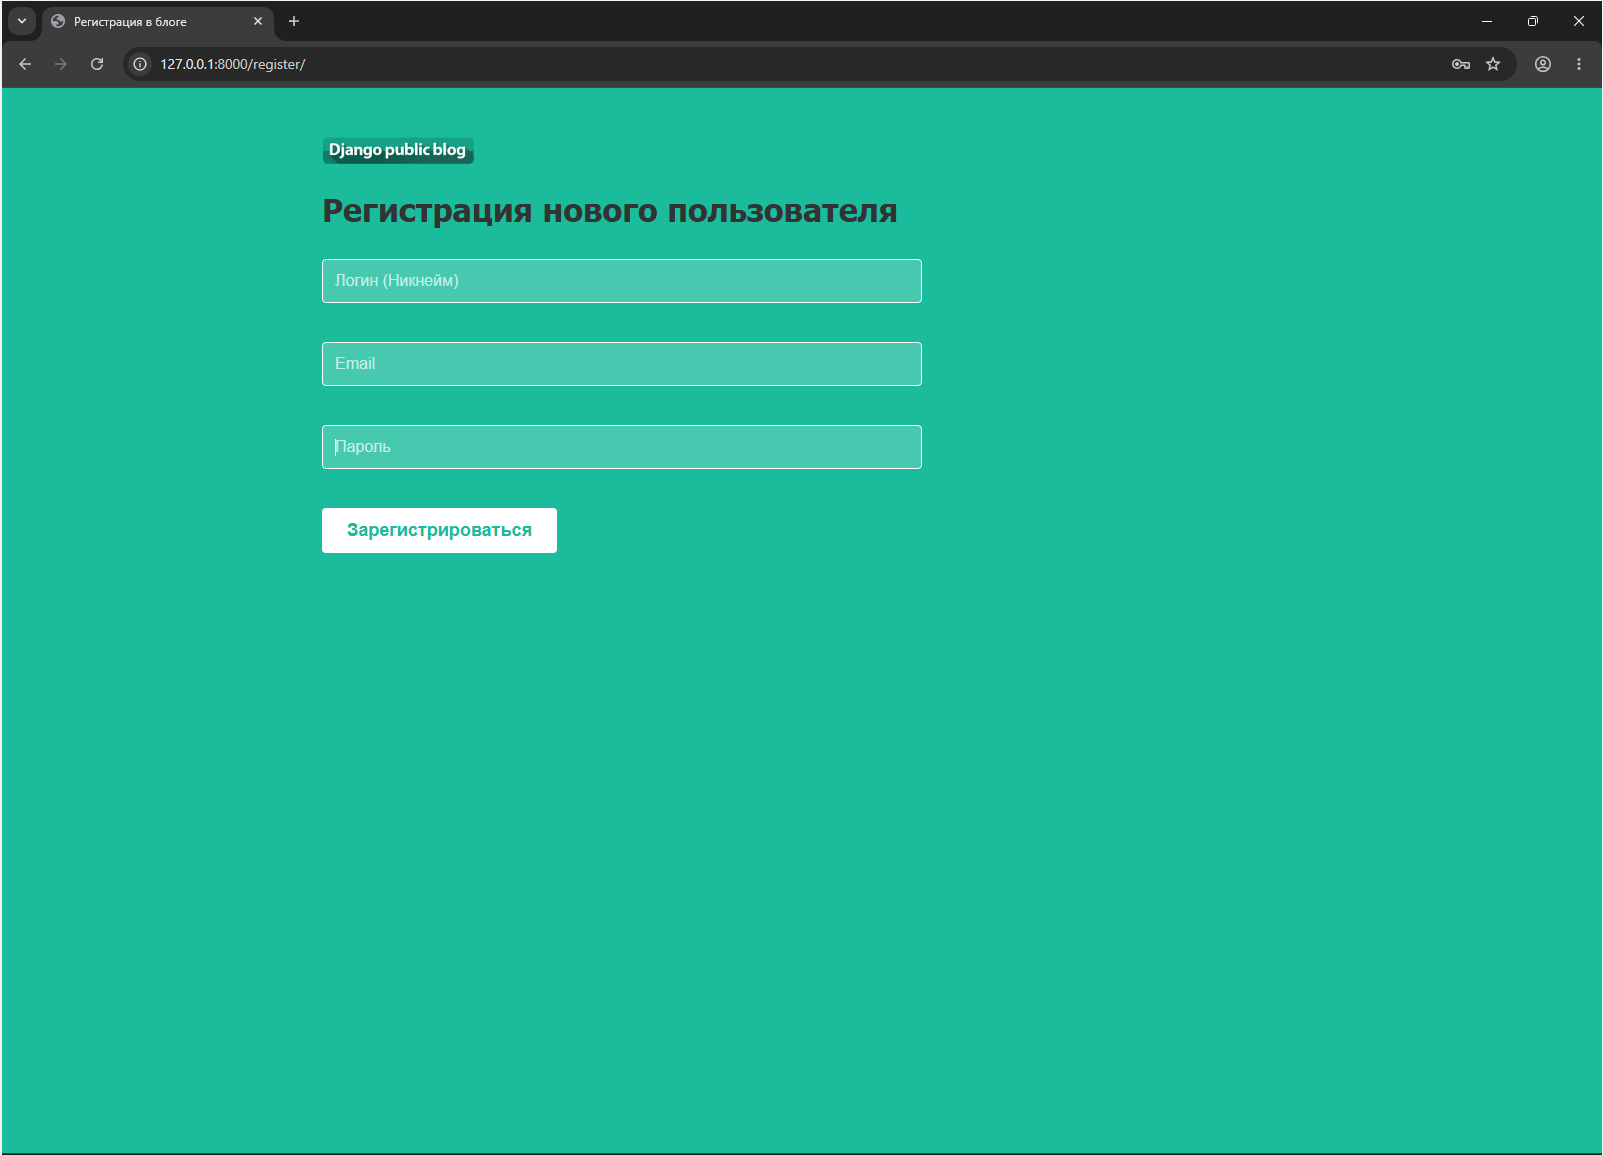 Регистрация в блоге
127.0.0.1:8000/register/
Django public blog
Регистрация нового пользователя
Логин (Никнейм)
Email
Пароль
Зарегистрироваться